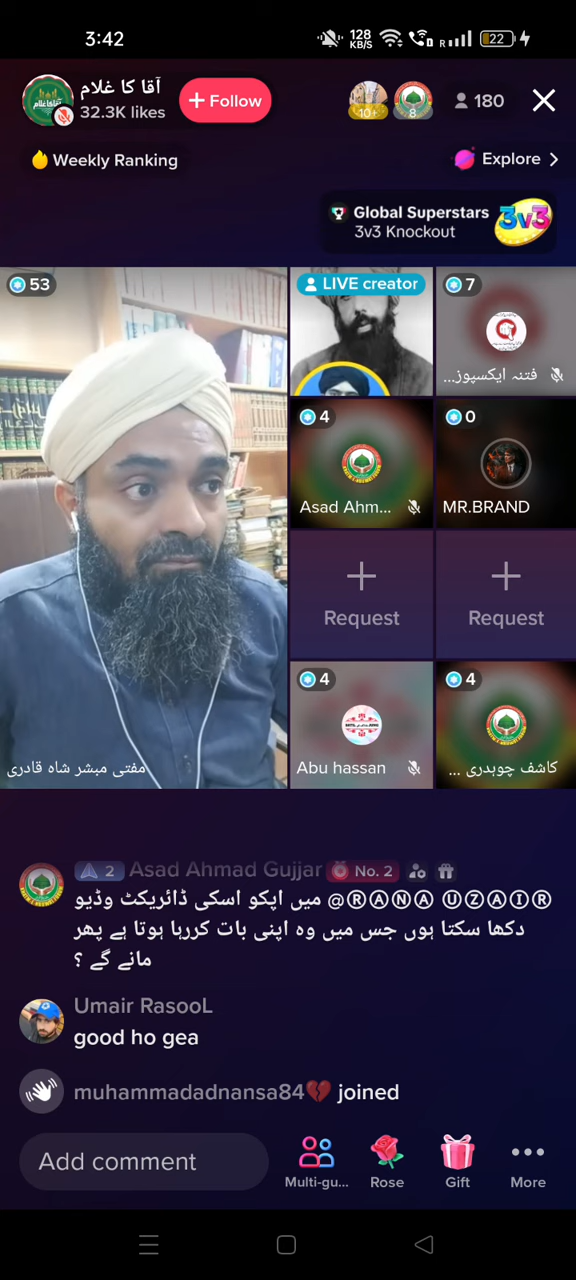 3:42
128
KB/S
R
22
آقا کا غلام
32.3K likes
+ Follow
10+
8
180
Weekly Ranking
Explore
Global Superstars
3v3 Knockout
3v3
53
LIVE creator
7
فتنہ ایکسپوز...
4
Asad Ahm...
0
MR.BRAND
Request
Request
4
Abu hassan
4
کاشف چوہدری ...
مفتی مبشر شاہ قادری
2 Asad Ahmad Gujjar No. 2
@ⓇⒶⓃⒶ ⓊⓏⒶⒾⓇ میں اپکو اسکی ڈائریکٹ وڈیو
دکھا سکتا ہوں جس میں وہ اپنی بات کررہا ہوتا ہے پھر
مانے گے ؟
Umair RasooL
good ho gea
muhammadadnansa84💔 joined
Add comment
Multi-gu...
Rose
Gift
More